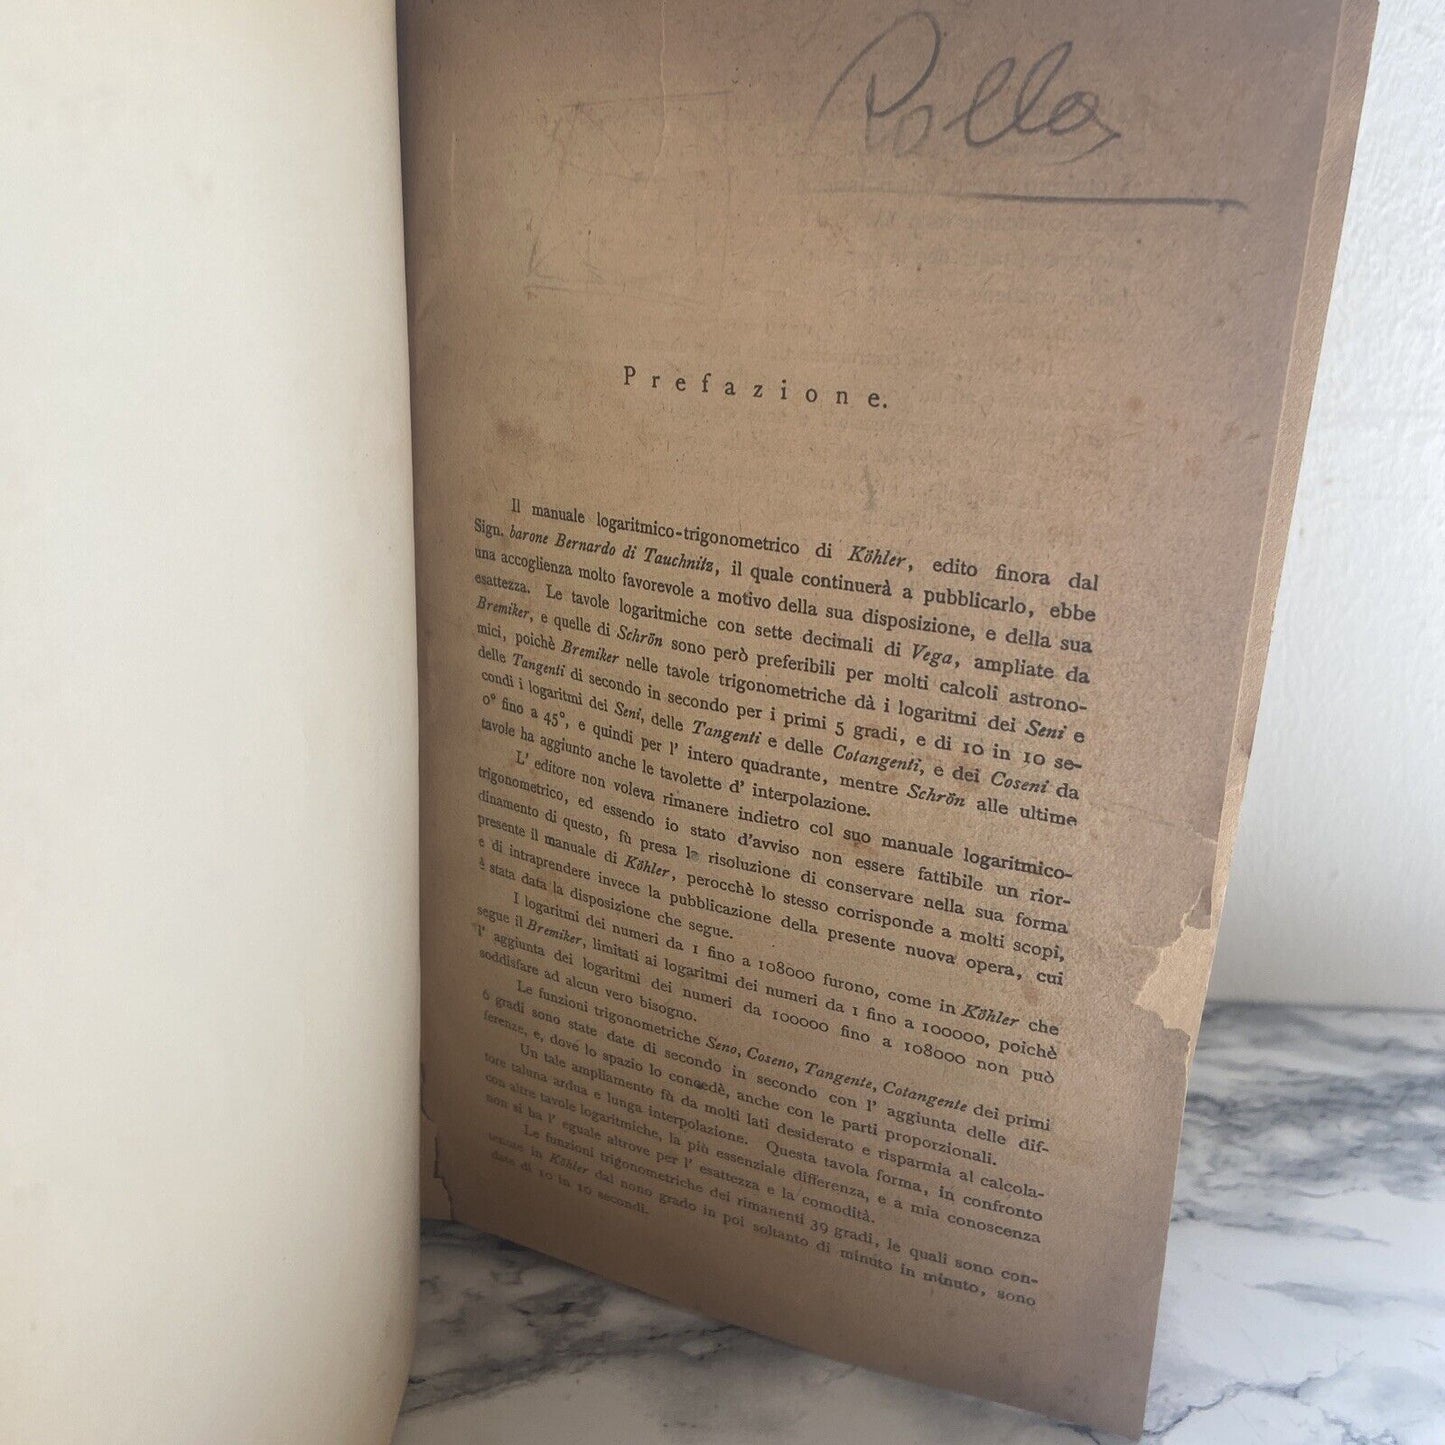 Rolla
Prefazione.
Il manuale logaritmico-trigonometrico di Köhler, edito finora dal
Sign. barone Bernardo di Tauchnitz, il quale continuerà a pubblicarlo, ebbe
una accoglienza molto favorevole a motivo della sua disposizione, e della sua
esattezza. Le tavole logaritmiche con sette decimali di Vega, ampliate da
Bremiker, e quelle di Schrön sono però preferibili per molti calcoli astrono-
mici, poichè Bremiker nelle tavole trigonometriche dà i logaritmi dei Seni e
delle Tangenti di secondo in secondo per i primi 5 gradi, e di 10 in 10 se-
condi i logaritmi dei Seni, delle Tangenti e delle Cotangenti, e dei Coseni da
0° fino a 45°, e quindi per l' intero quadrante, mentre Schrön alle ultime
tavole ha aggiunto anche le tavolette d' interpolazione.
L' editore non voleva rimanere indietro col suo manuale logaritmico-
trigonometrico, ed essendo io stato d'avviso non essere fattibile un rior-
dinamento di questo, fù presa la risoluzione di conservare nella sua forma
presente il manuale di Köhler, perocchè lo stesso corrisponde a molti scopi,
e di intraprendere invece la pubblicazione della presente nuova opera, cui
è stata data la disposizione che segue.
I logaritmi dei numeri da 1 fino a 108000 furono, come in Köhler che
segue il Bremiker, limitati ai logaritmi dei numeri da 1 fino a 100000, poichè
l' aggiunta dei logaritmi dei numeri da 100000 fino a 108000 non può
soddisfare ad alcun vero bisogno.
Le funzioni trigonometriche Seno, Coseno, Tangente, Cotangente dei primi
6 gradi sono state date di secondo in secondo con l' aggiunta delle dif-
ferenze, e, dove lo spazio lo concedè, anche con le parti proporzionali.
Un tale ampliamento fù da molti lati desiderato e risparmia al calcola-
tore taluna ardua e lunga interpolazione. Questa tavola forma, in confronto
con altre tavole logaritmiche, la più essenziale differenza, e a mia conoscenza
non si ha l' eguale altrove per l' esattezza e la comodità.
Le funzioni trigonometriche dei rimanenti 39 gradi, le quali sono con-
tenute in Köhler dal nono grado in poi soltanto di minuto in minuto, sono
date di 10 in 10 secondi.